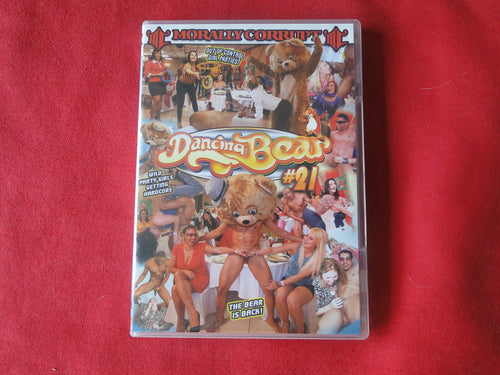 MORALLY CORRUPT
OUT OF CONTROL
GIRL PARTIES!
Dancing Bear
#21
WILD
PARTY GIRLS
GETTING
HARDCORE
THE BEAR
IS BACK!